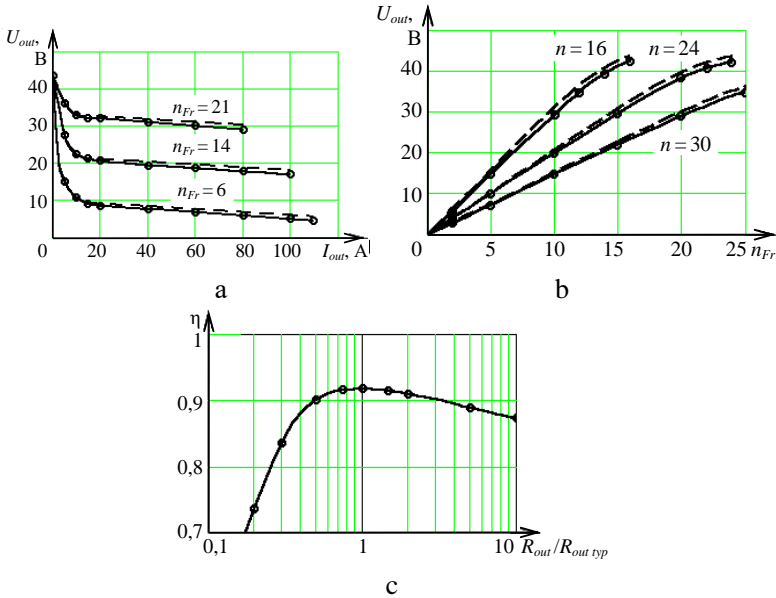 U_out,
B
40
30
20
10
0
n_Fr = 21
n_Fr = 14
n_Fr = 6
20 40 60 80 100 I_out, A
a
U_out,
B
40
30
20
10
0
n = 16
n = 24
n = 30
5 10 15 20 25 n_Fr
b
η
1
0,9
0,8
0,7
0,1 1 10 R_out/R_out typ
c